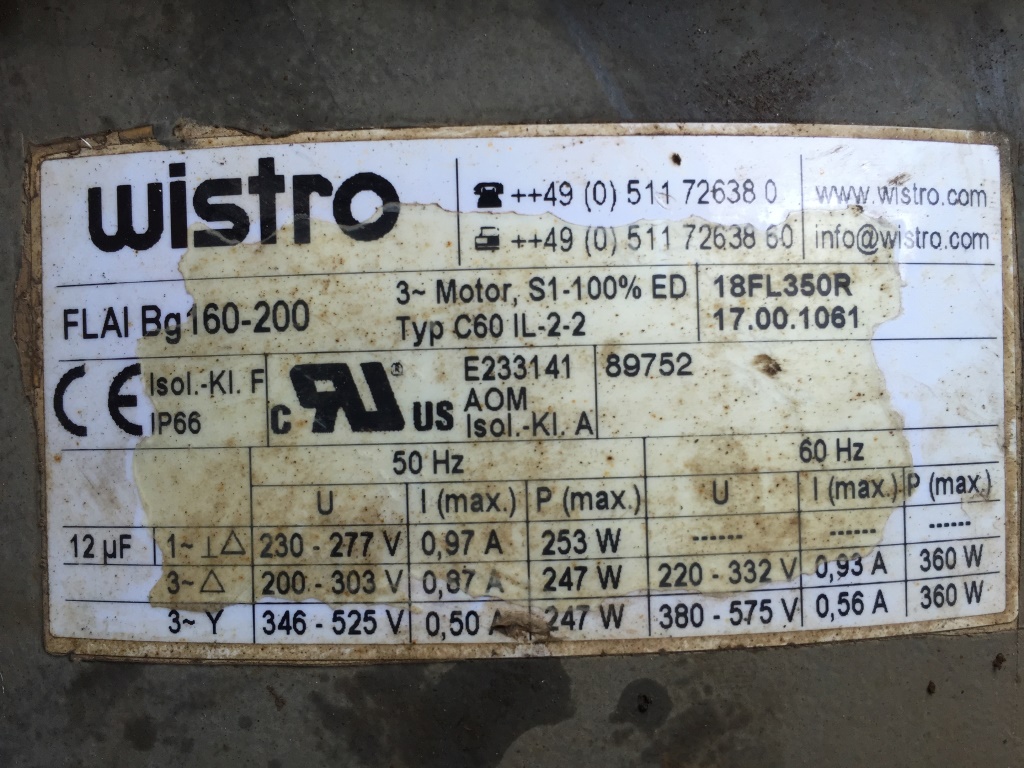 wistro
++49 (0) 511 72638 0
++49 (0) 511 72638 60
www.wistro.com
info@wistro.com
FLAI Bg160-200
3~ Motor, S1-100% ED
Typ C60 IL-2-2
18FL350R
17.00.1061
CE
Isol.-Kl. F
IP66
C RU® US
E233141
AOM
Isol.-Kl. A
89752
50 Hz 60 Hz
U I (max.) P (max.) U I (max.) P (max.)
12 µF 1~ ⊥△ 230 - 277 V 0,97 A 253 W ------ ------ ------
3~ △ 200 - 303 V 0,87 A 247 W 220 - 332 V 0,93 A 360 W
3~ Y 346 - 525 V 0,50 A 247 W 380 - 575 V 0,56 A 360 W